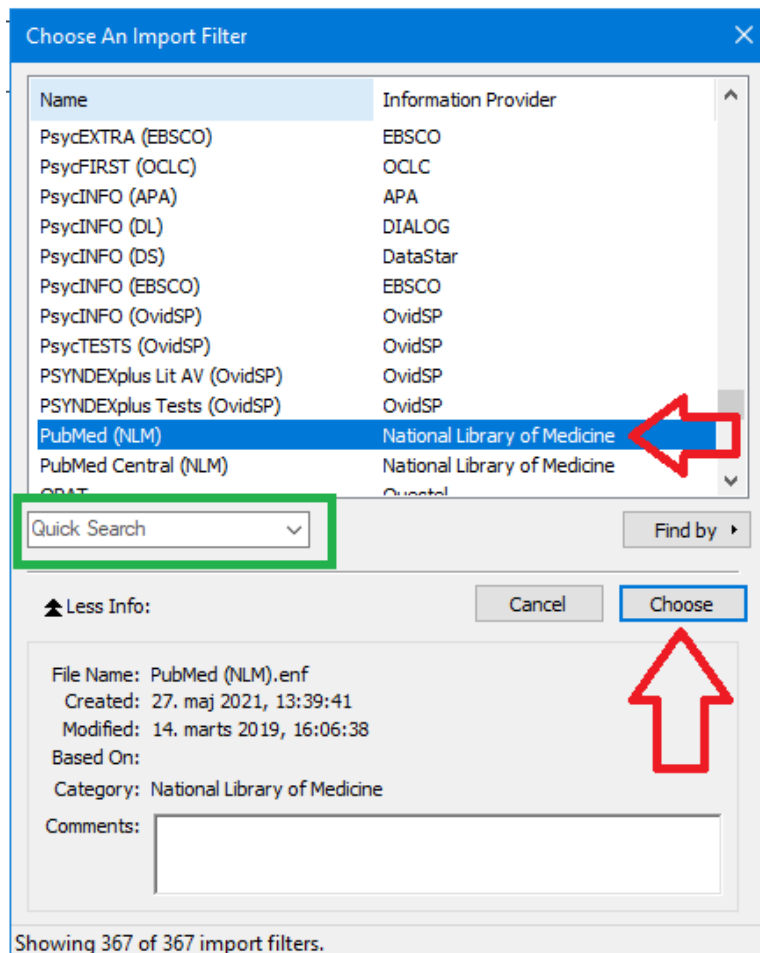 Choose An Import Filter
Name Information Provider
PsycEXTRA (EBSCO) EBSCO
PsycFIRST (OCLC) OCLC
PsycINFO (APA) APA
PsycINFO (DL) DIALOG
PsycINFO (DS) DataStar
PsycINFO (EBSCO) EBSCO
PsycINFO (OvidSP) OvidSP
PsycTESTS (OvidSP) OvidSP
PSYNDEXplus Lit AV (OvidSP) OvidSP
PSYNDEXplus Tests (OvidSP) OvidSP
PubMed (NLM) National Library of Medicine
PubMed Central (NLM) National Library of Medicine
QPAT Questel
Quick Search Find by
Less Info: Cancel Choose
File Name: PubMed (NLM).enf
Created: 27. maj 2021, 13:39:41
Modified: 14. marts 2019, 16:06:38
Based On:
Category: National Library of Medicine
Comments:
Showing 367 of 367 import filters.